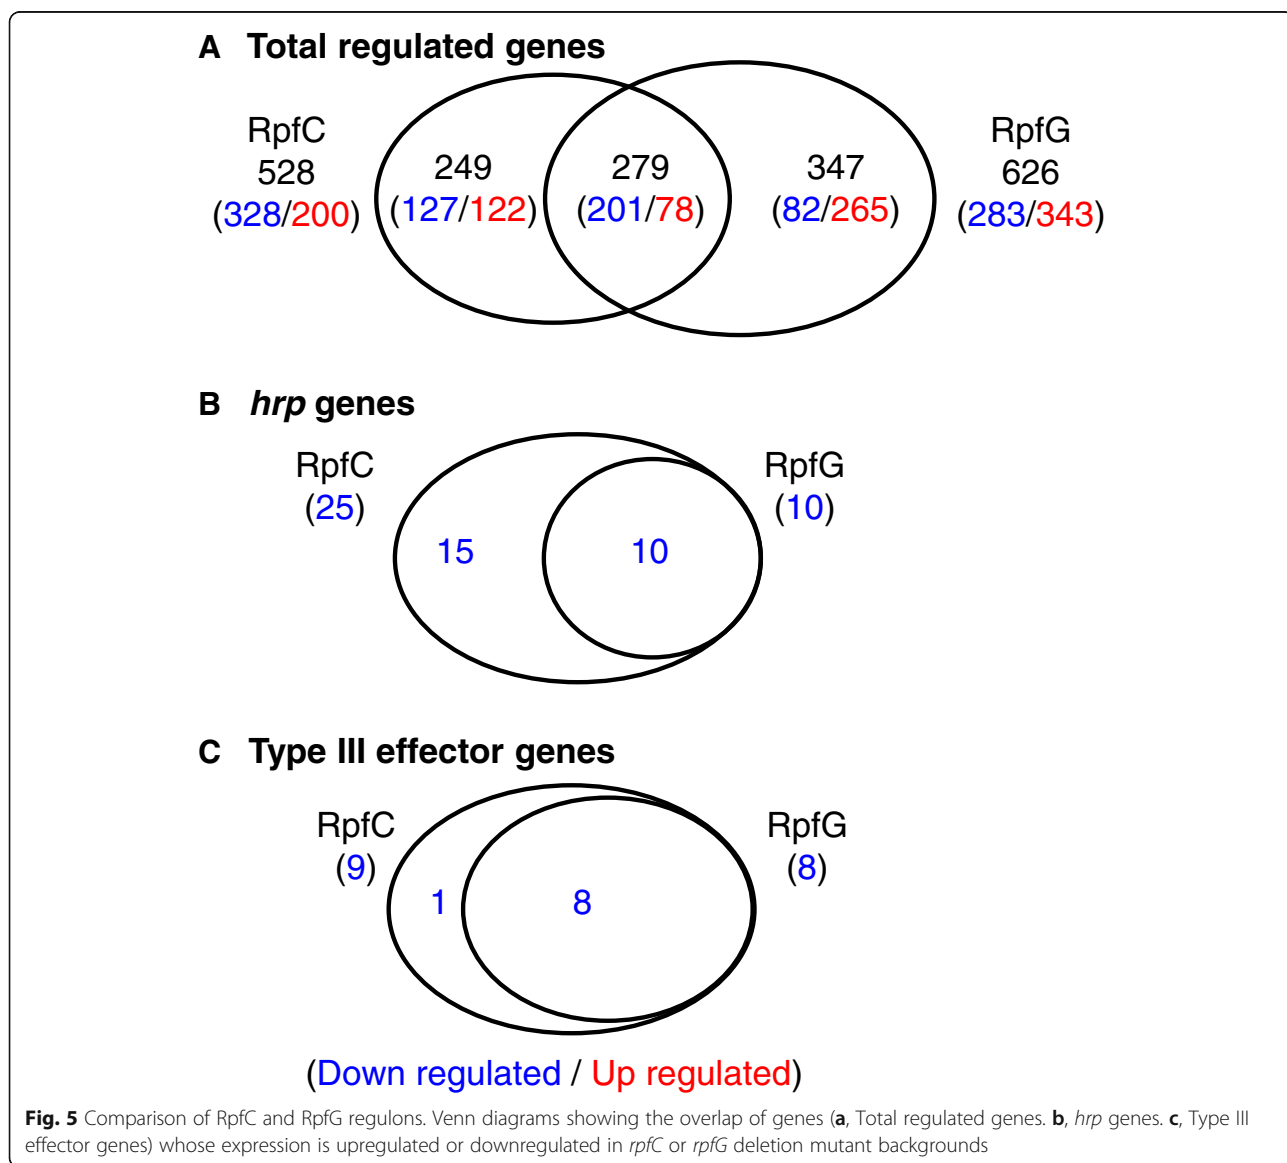 A Total regulated genes
RpfC
528
(328/200)
249
(127/122)
279
(201/78)
347
(82/265)
RpfG
626
(283/343)
B hrp genes
RpfC
(25)
15
10
RpfG
(10)
C Type III effector genes
RpfC
(9)
1
8
RpfG
(8)
(Down regulated / Up regulated)
Fig. 5 Comparison of RpfC and RpfG regulons. Venn diagrams showing the overlap of genes (a, Total regulated genes. b, hrp genes. c, Type III
effector genes) whose expression is upregulated or downregulated in rpfC or rpfG deletion mutant backgrounds